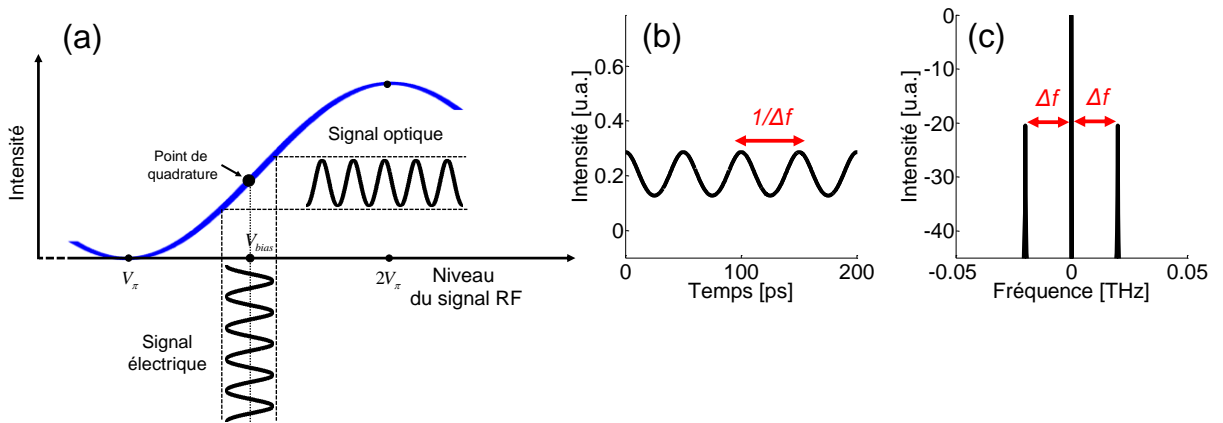 (a)
Intensité
Signal optique
Point de
quadrature
V_bias
V_π
2V_π
Niveau
du signal RF
Signal
électrique
(b)
Intensité [u.a.]
0.6
0.4
0.2
0
1/Δf
0
100
200
Temps [ps]
(c)
Intensité [u.a.]
0
-10
-20
-30
-40
Δf
Δf
-0.05
0
0.05
Fréquence [THz]